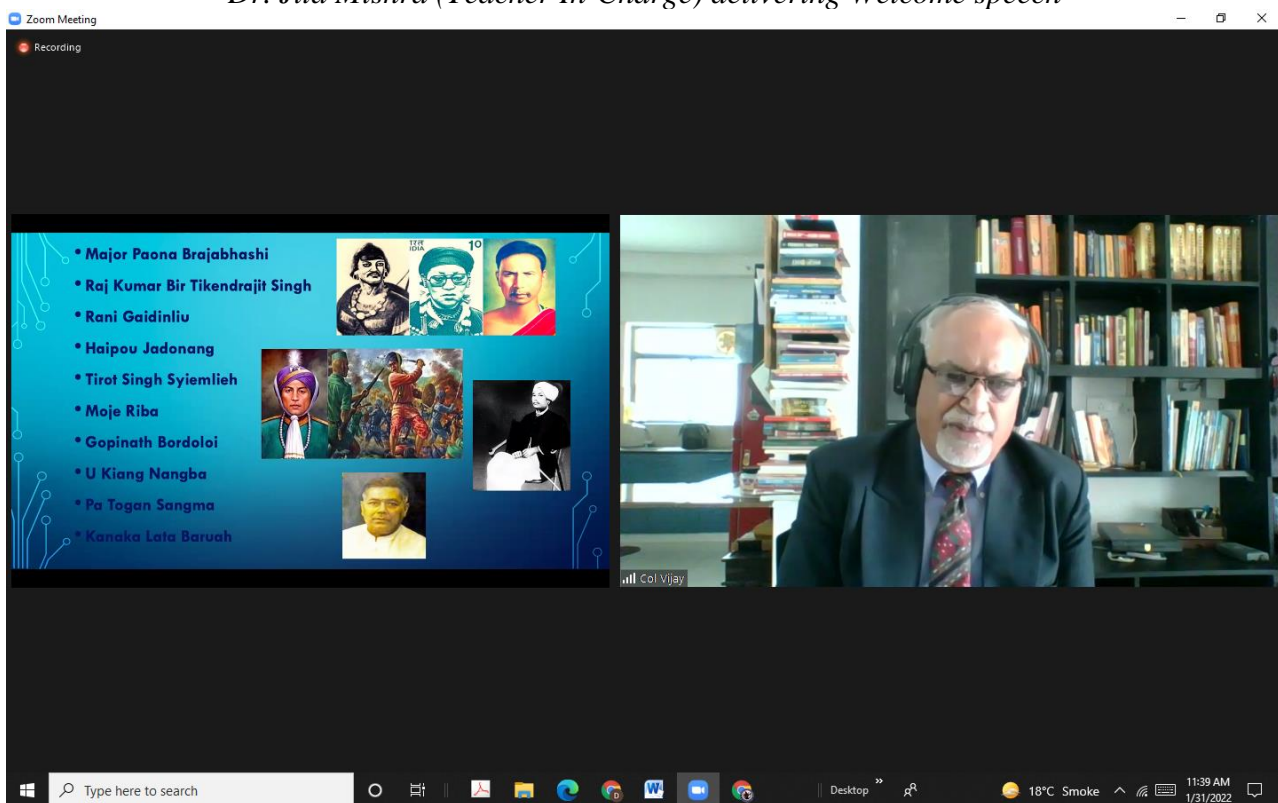 Dr. Jita Mishra (Teacher In-Charge) delivering Welcome speech
Zoom Meeting
Recording
• Major Paona Brajabhashi
• Raj Kumar Bir Tikendrajit Singh
• Rani Gaidinliu
• Haipou Jadonang
• Tirot Singh Syiemlieh
• Moje Riba
• Gopinath Bordoloi
• U Kiang Nangba
• Pa Togan Sangma
• Kanaka Lata Baruah
10
Col Vijay
Type here to search
Desktop
18°C Smoke
11:39 AM
1/31/2022